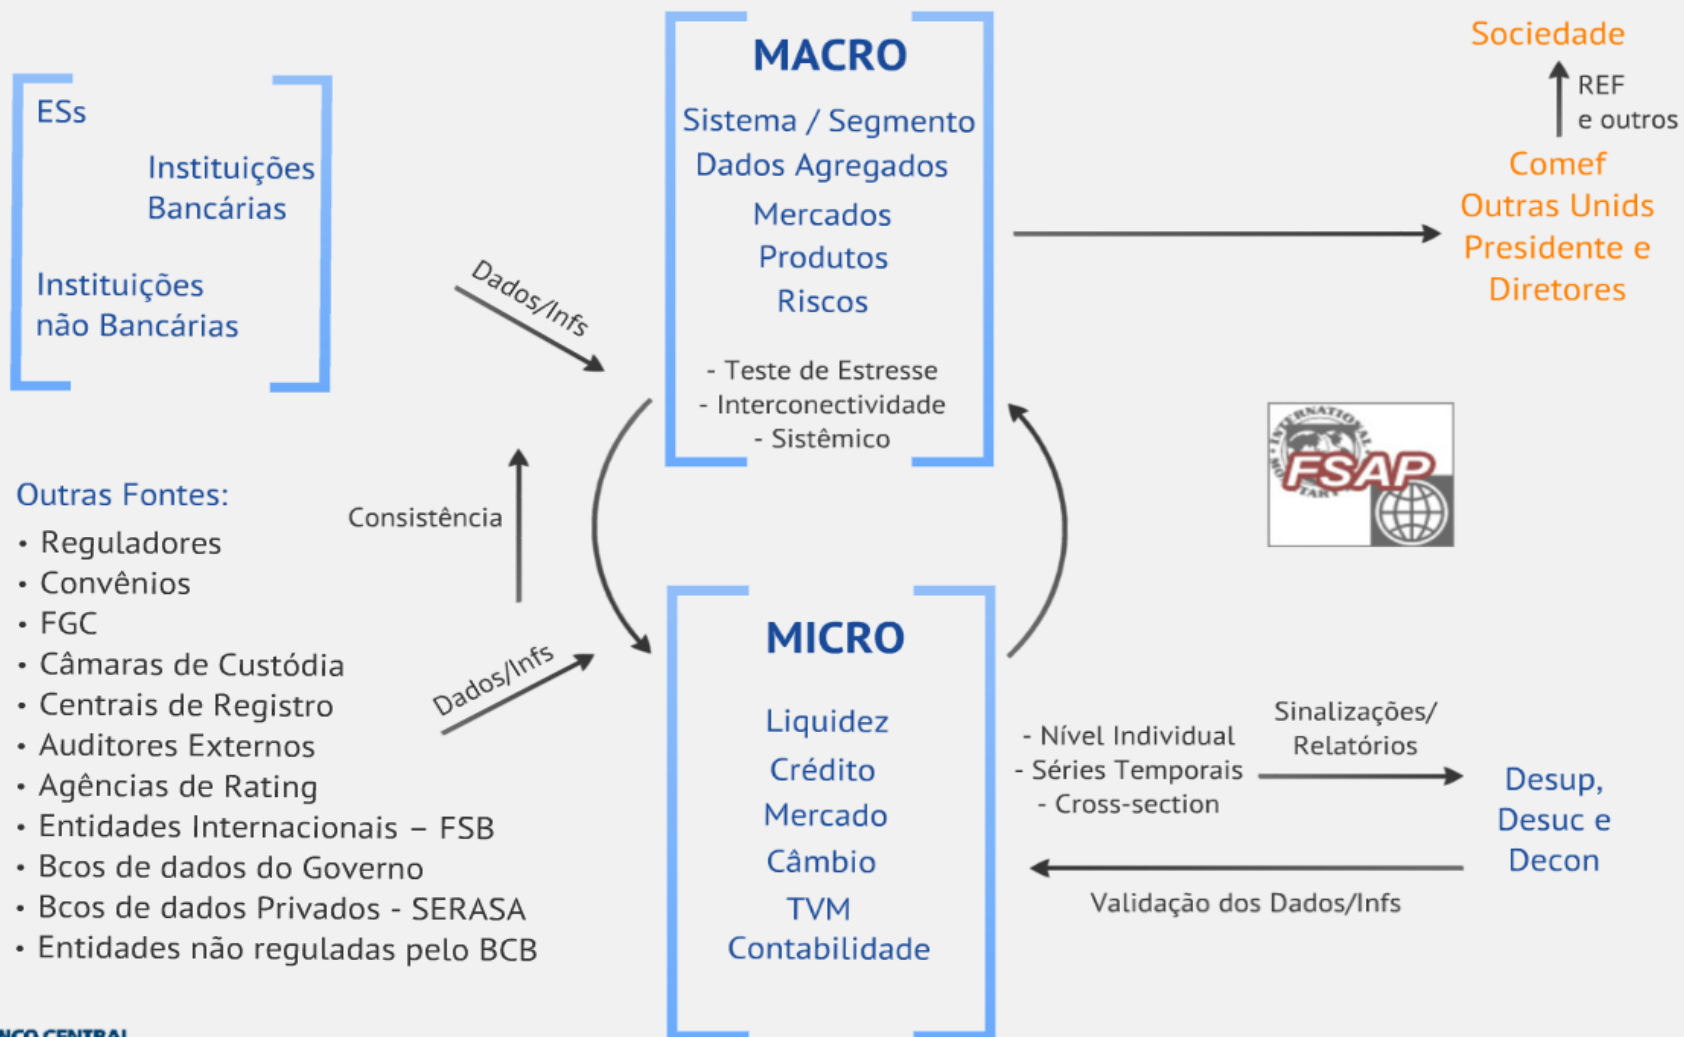 ESs
Instituições
Bancárias
Instituições
não Bancárias
Dados/Infs
Consistência
Outras Fontes:
• Reguladores
• Convênios
• FGC
• Câmaras de Custódia
• Centrais de Registro
• Auditores Externos
• Agências de Rating
• Entidades Internacionais – FSB
• Bcos de dados do Governo
• Bcos de dados Privados - SERASA
• Entidades não reguladas pelo BCB
Dados/Infs
MACRO
Sistema / Segmento
Dados Agregados
Mercados
Produtos
Riscos
- Teste de Estresse
- Interconectividade
- Sistêmico
MICRO
Liquidez
Crédito
Mercado
Câmbio
TVM
Contabilidade
- Nível Individual
- Séries Temporais
- Cross-section
Sinalizações/
Relatórios
Desup,
Desuc e
Decon
Validação dos Dados/Infs
Sociedade
REF
e outros
Comef
Outras Unids
Presidente e
Diretores
INTERNATIO
FSAP
TARY
CENTRAL